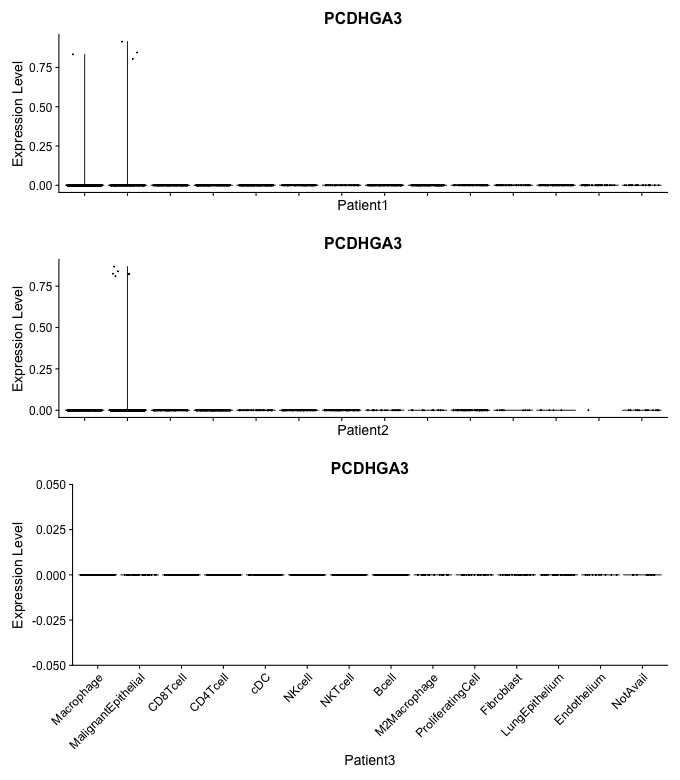 PCDHGA3
Expression Level
0.75
0.50
0.25
0.00
Patient1
PCDHGA3
Expression Level
0.75
0.50
0.25
0.00
Patient2
PCDHGA3
Expression Level
0.050
0.025
0.000
-0.025
-0.050
Macrophage
MalignantEpithelial
CD8Tcell
CD4Tcell
cDC
NKcell
NKTcell
Bcell
M2Macrophage
ProliferatingCell
Fibroblast
LungEpithelium
Endothelium
NotAvail
Patient3